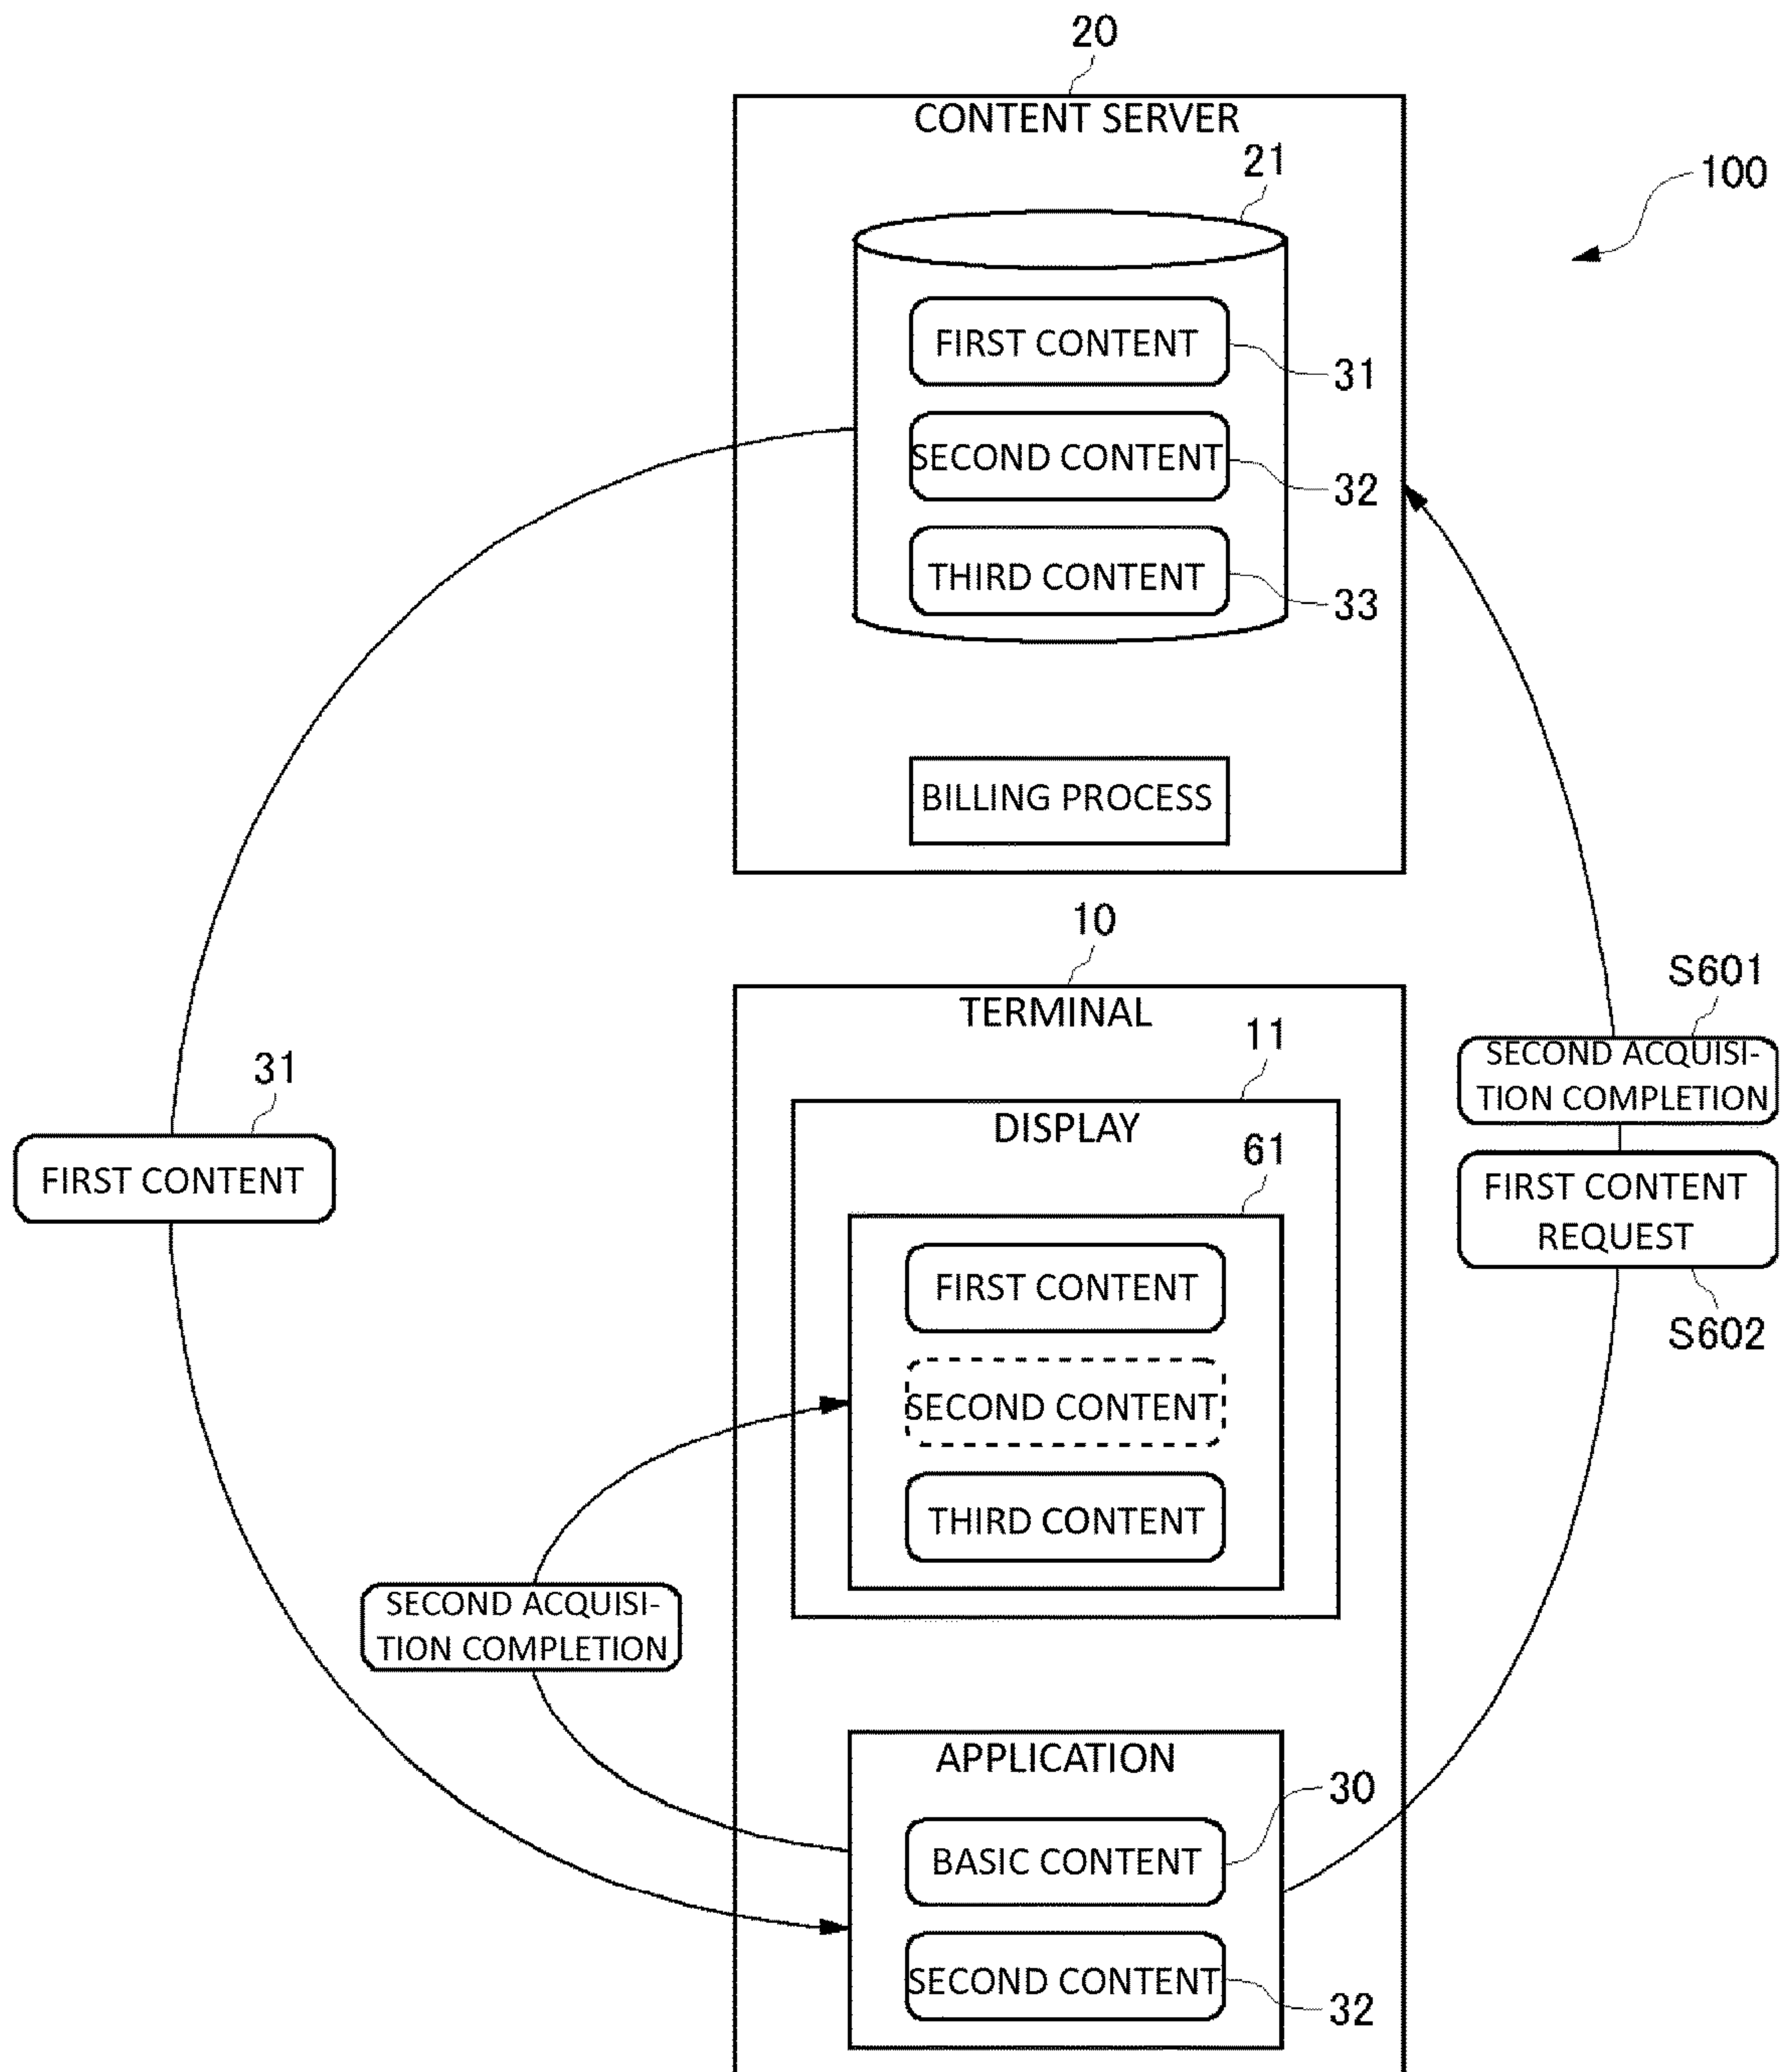 20
CONTENT SERVER
21
100
FIRST CONTENT
31
SECOND CONTENT
32
THIRD CONTENT
33
BILLING PROCESS
10
TERMINAL
S601
11
SECOND ACQUISI-
TION COMPLETION
31
DISPLAY
61
FIRST CONTENT
FIRST CONTENT
REQUEST
FIRST CONTENT
S602
SECOND CONTENT
THIRD CONTENT
SECOND ACQUISI-
TION COMPLETION
APPLICATION
30
BASIC CONTENT
SECOND CONTENT
32